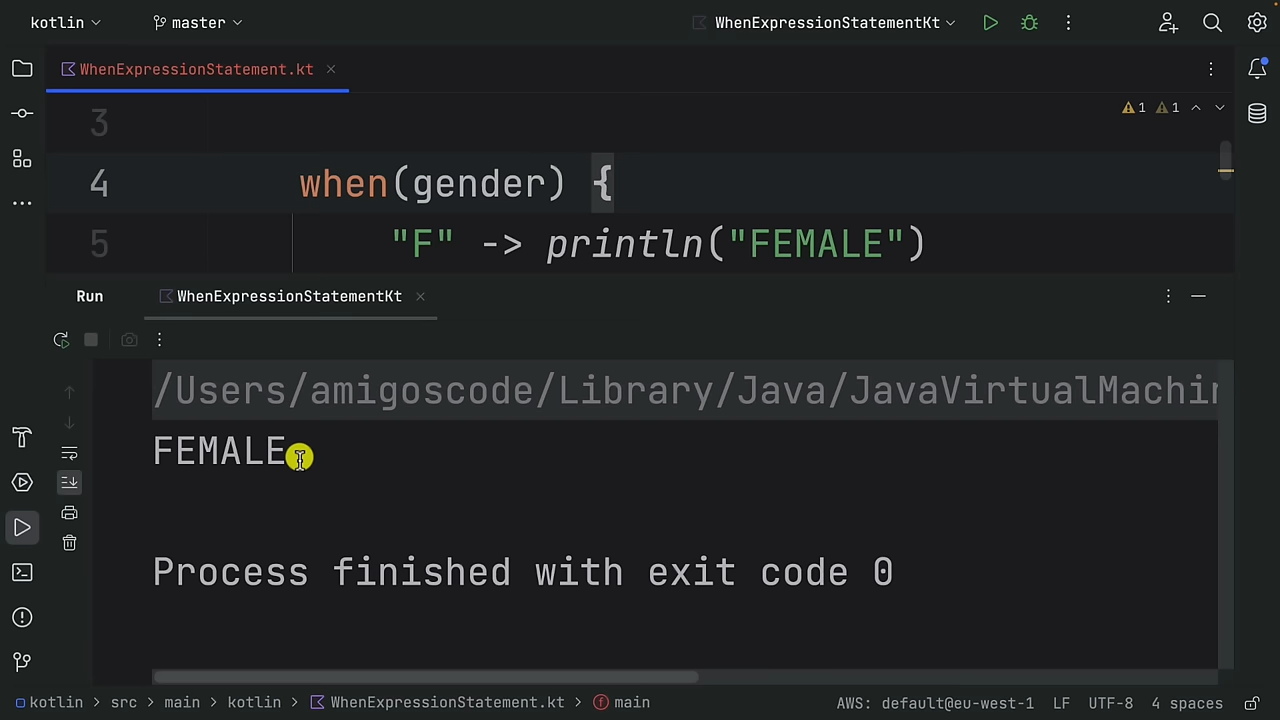 kotlin
master
WhenExpressionStatementKt
WhenExpressionStatement.kt
1 1
3
4 when(gender) {
5 "F" -> println("FEMALE")
Run
WhenExpressionStatementKt
/Users/amigoscode/Library/Java/JavaVirtualMachin
FEMALE
Process finished with exit code 0
kotlin > src > main > kotlin > WhenExpressionStatement.kt > main
AWS: default@eu-west-1 LF UTF-8 4 spaces